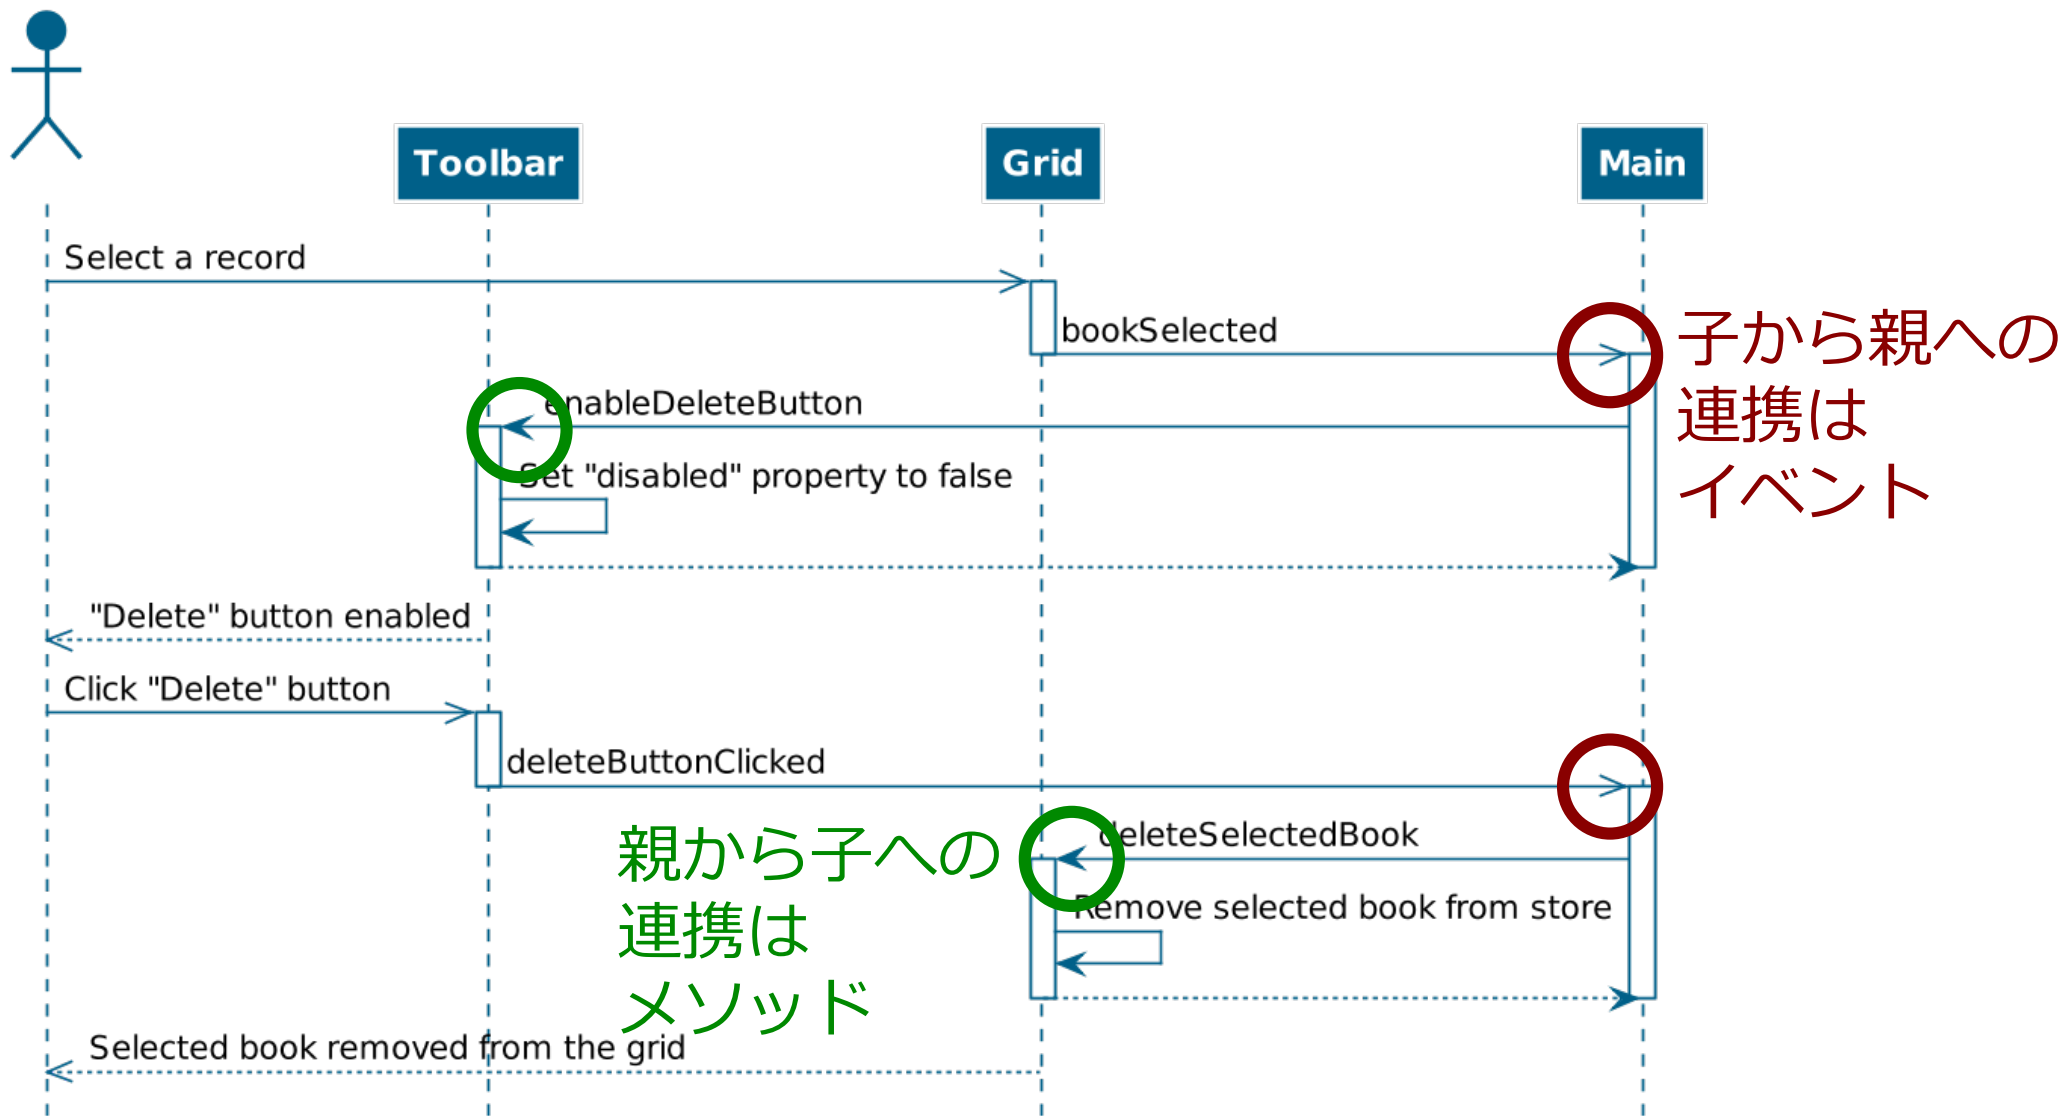 Toolbar
Grid
Main
Select a record
bookSelected
子から親への
連携は
イベント
enableDeleteButton
Set "disabled" property to false
"Delete" button enabled
Click "Delete" button
deleteButtonClicked
deleteSelectedBook
親から子への
連携は
メソッド
Remove selected book from store
Selected book removed from the grid